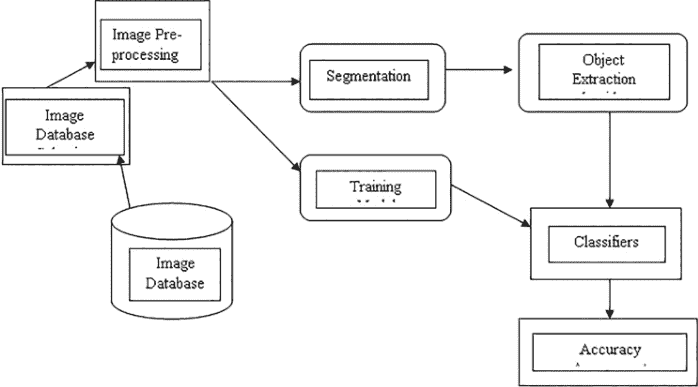 Image Pre-
processing
Segmentation
Object
Extraction
Image
Database
Training
Image
Database
Classifiers
Accuracy